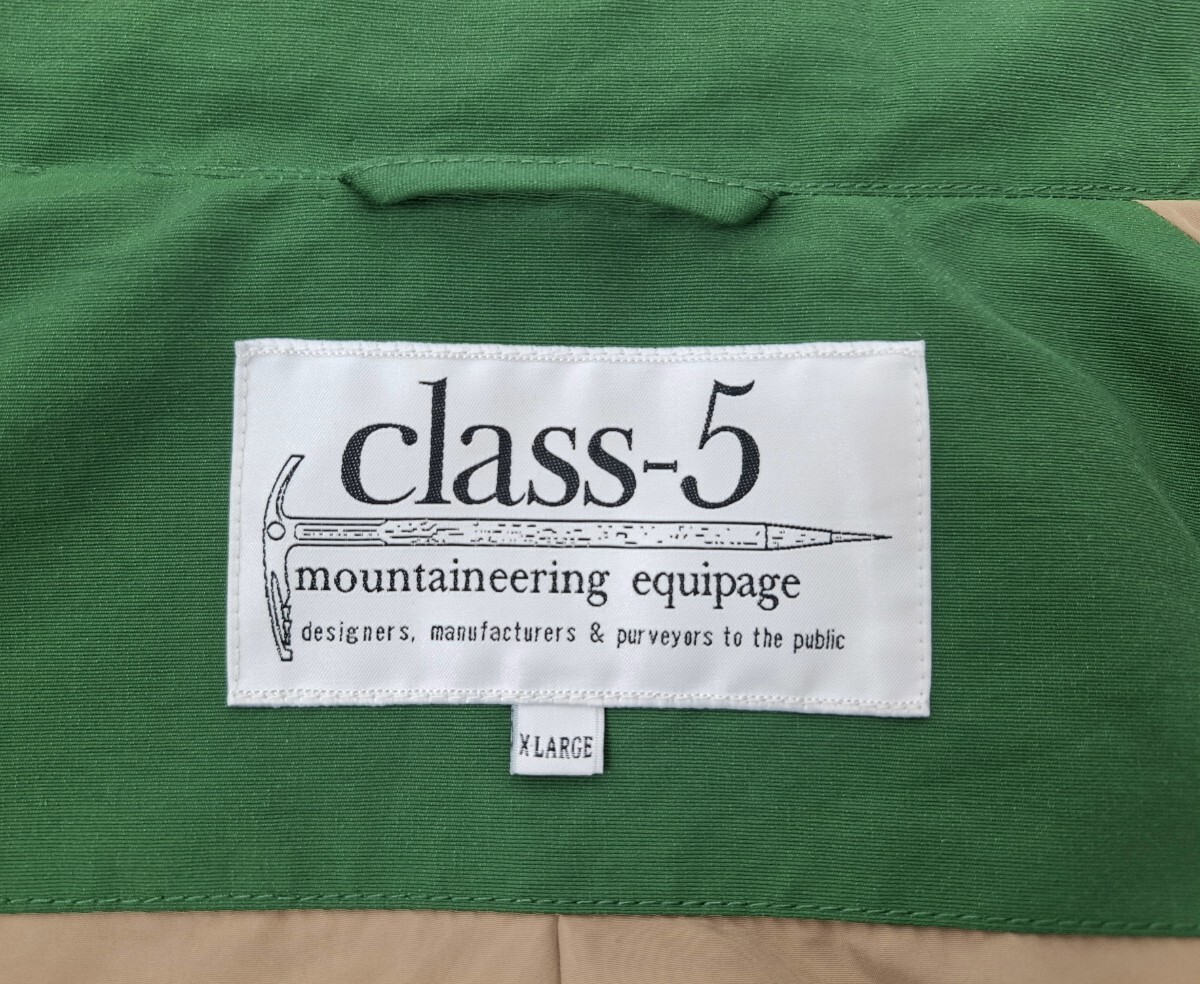 class-5
mountaineering equipage
designers, manufacturers & purveyors to the public
X LARGE